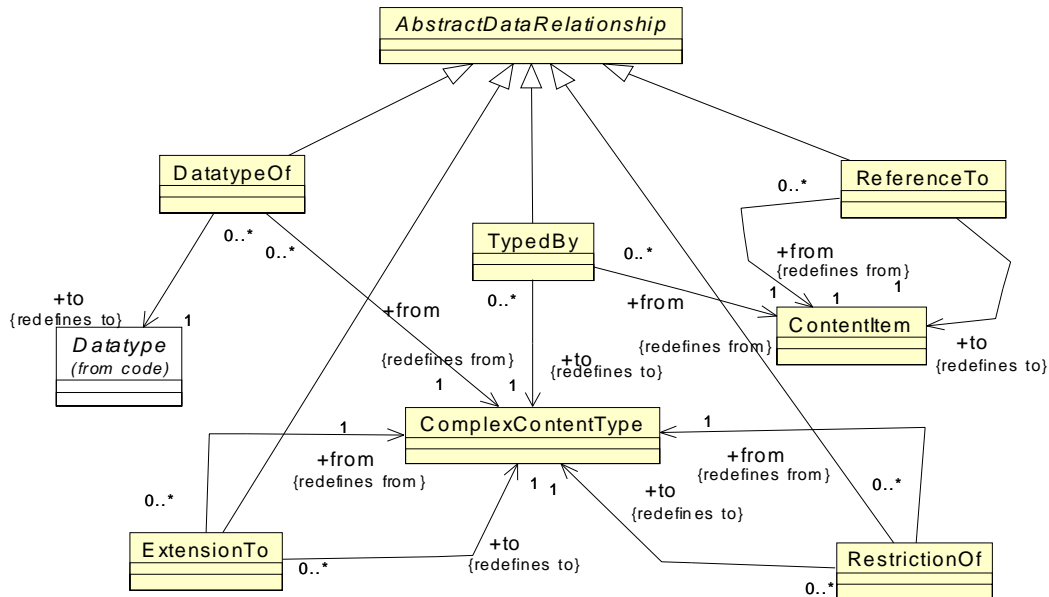 AbstractDataRelationship
DatatypeOf
ReferenceTo
0..*
TypedBy
0..*
0..*
0..*
0..*
+from
{redefines from}
+to
{redefines to}
1
+from
+from
1
1
1
ContentItem
Datatype
(from code)
{redefines from}
+to
{redefines to}
{redefines from}
+to
{redefines to}
1
1
ComplexContentType
1
1
+from
{redefines from}
+from
{redefines from}
0..*
1
1
+to
{redefines to}
0..*
+to
{redefines to}
ExtensionTo
0..*
RestrictionOf
0..*